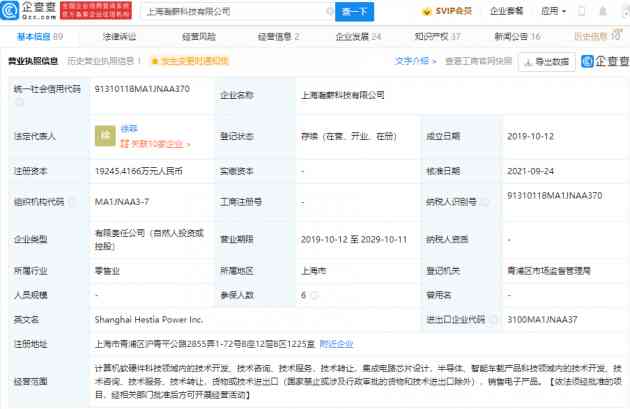 企查查
Qcc.com
全国企业信用查询系统
官方备案企业征信机构
上海瀚薪科技有限公司
查一下
SVIP会员
企业套餐
应用
基本信息 89
法律诉讼
经营风险
经营信息 2
企业发展 24
知识产权 37
新闻公告 16
历史信息 10
营业执照信息
历史营业执照信息 1
发生变更时通知我
文字介绍 >
查看工商官网快照
导出数据
企查查
统一社会信用代码
91310118MA1JNAA370
企业名称
上海瀚薪科技有限公司
法定代表人
徐
徐菲
关联10家企业 >
登记状态
存续（在营、开业、在册）
成立日期
2019-10-12
注册资本
19245.4166万元人民币
实缴资本
-
核准日期
2021-09-24
组织机构代码
MA1JNAA3-7
工商注册号
-
纳税人识别号
91310118MA1JNAA370
企业类型
有限责任公司（自然人投资或
控股）
营业期限
2019-10-12 至 2029-10-11
纳税人资质
-
所属行业
零售业
所属地区
上海市
登记机关
青浦区市场监督管理局
人员规模
-
参保人数
6
曾用名
-
英文名
Shanghai Hestia Power Inc.
进出口企业代码
3100MA1JNAA37
注册地址
上海市青浦区沪青平公路2855弄1-72号B座12层B区1225室 附近企业
经营范围
计算机软硬件科技领域内的技术开发、技术咨询、技术服务、技术转让，集成电路芯片设计，半导体、智能车载产品科技领域内的技术开发、技
术咨询、技术服务、技术转让，货物或技术进出口（国家禁止或涉及行政审批的货物和技术进出口除外），销售电子产品。【依法须经批准的项
目，经相关部门批准后方可开展经营活动】